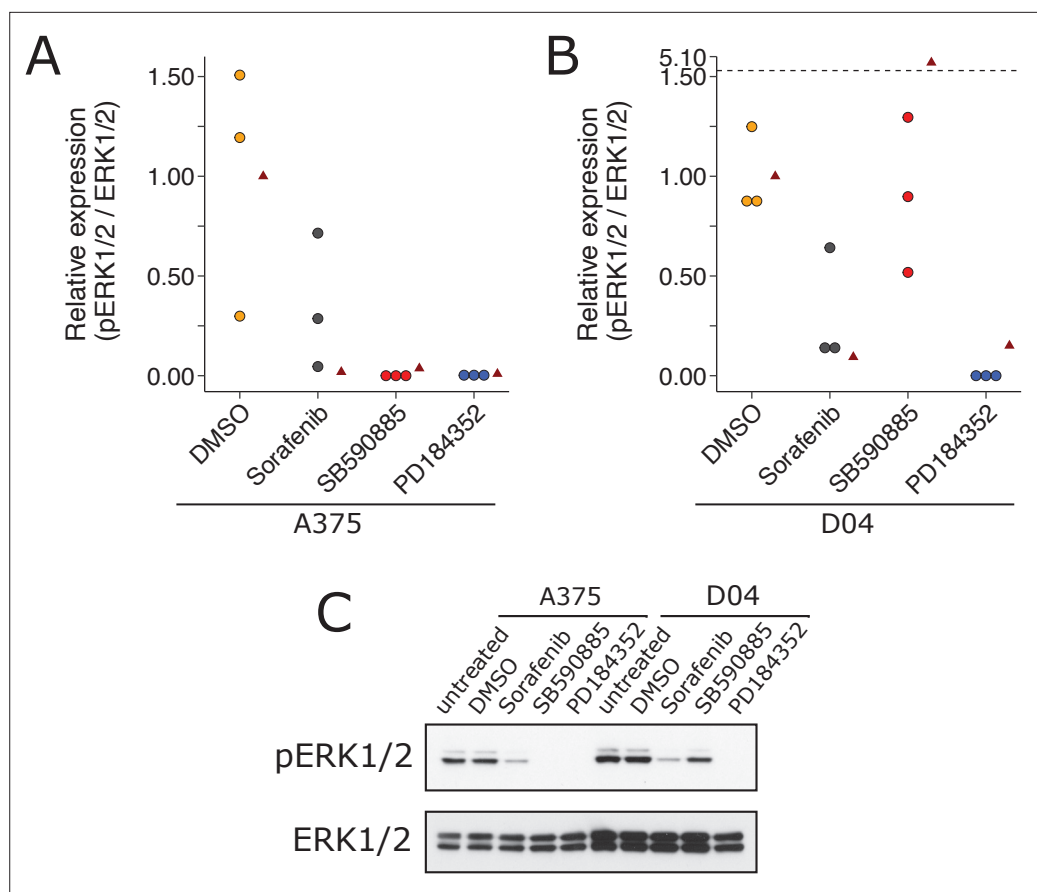 A
Relative expression
(pERK1/2 / ERK1/2)
1.50
1.00
0.50
0.00
DMSO
Sorafenib
SB590885
PD184352
A375
B
Relative expression
(pERK1/2 / ERK1/2)
5.10
1.50
1.00
0.50
0.00
DMSO
Sorafenib
SB590885
PD184352
D04
C
A375
D04
untreated
DMSO
Sorafenib
SB590885
PD184352
untreated
DMSO
Sorafenib
SB590885
PD184352
pERK1/2
ERK1/2